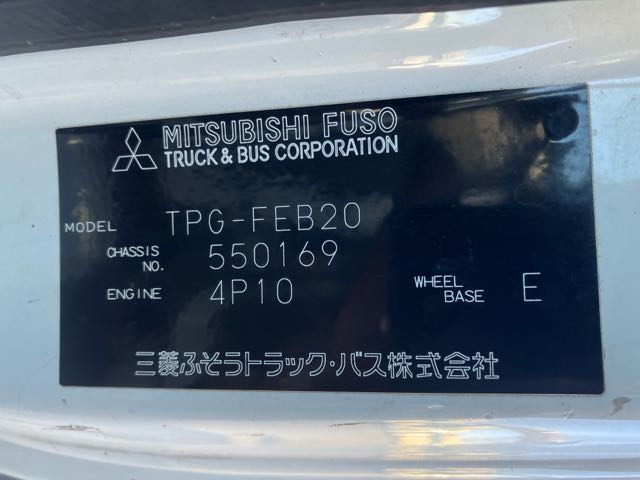 MITSUBISHI FUSO
TRUCK & BUS CORPORATION
MODEL TPG-FEB20
CHASSIS NO. 550169
ENGINE 4P10 WHEEL BASE E
三菱ふそうトラック・バス株式会社